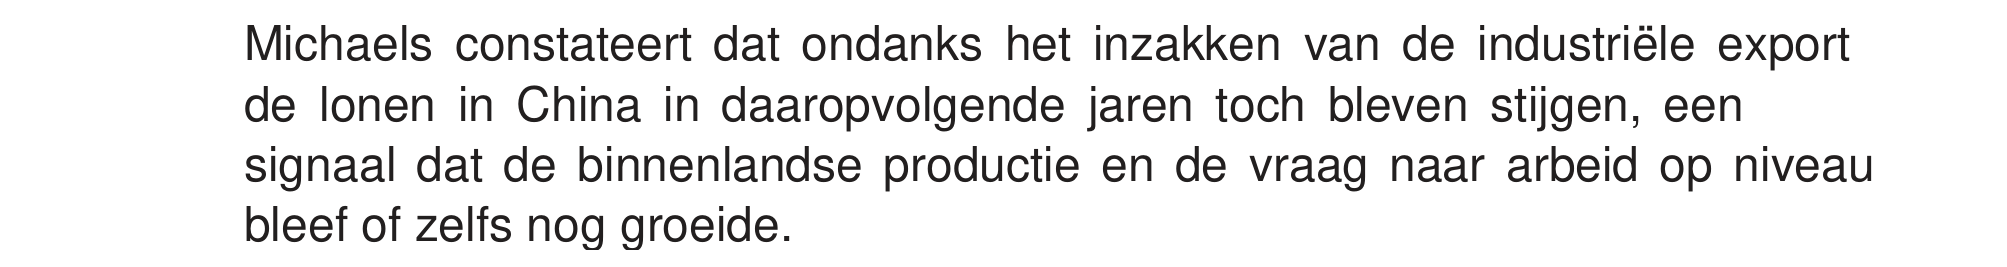 Michaels constateert dat ondanks het inzakken van de industriële export
de lonen in China in daaropvolgende jaren toch bleven stijgen, een
signaal dat de binnenlandse productie en de vraag naar arbeid op niveau
bleef of zelfs nog groeide.